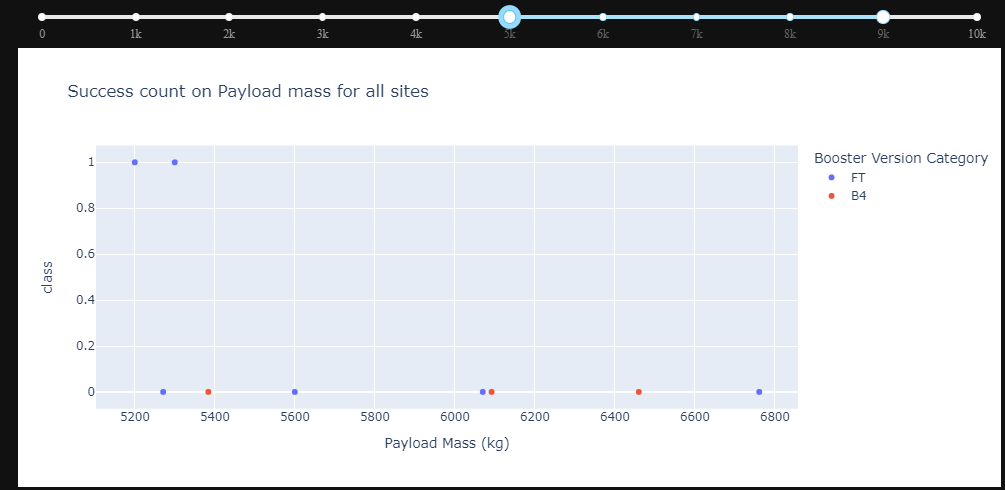 0 1k 2k 3k 4k 5k 6k 7k 8k 9k 10k
Success count on Payload mass for all sites
Booster Version Category
FT
B4
1
0.8
0.6
0.4
0.2
0
class
5200 5400 5600 5800 6000 6200 6400 6600 6800
Payload Mass (kg)